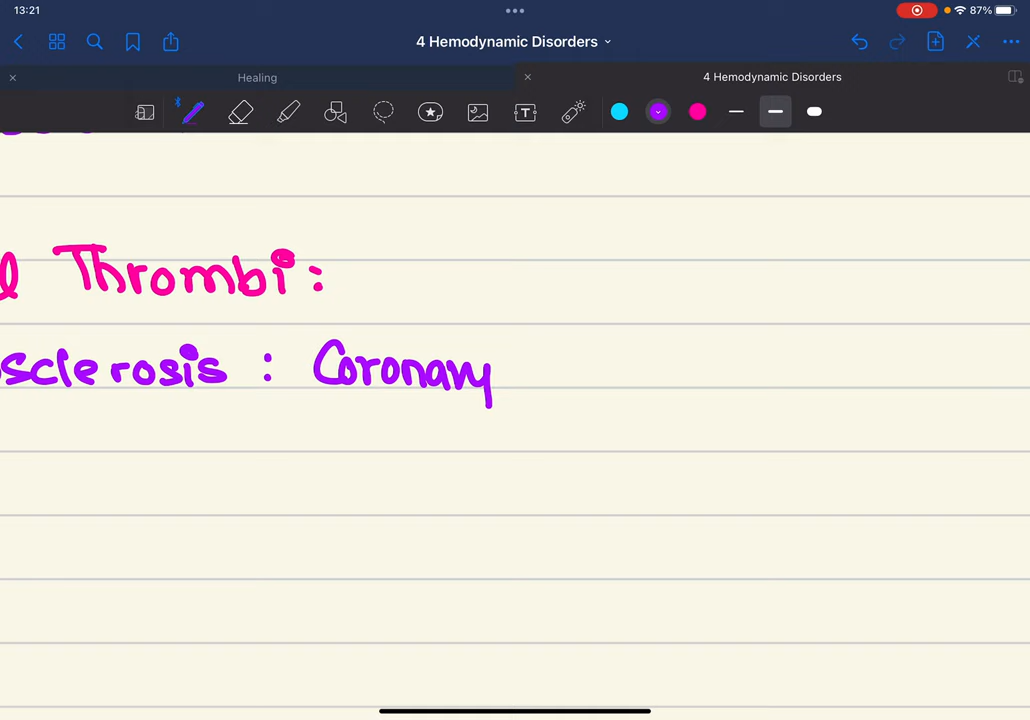 13:21
87%
4 Hemodynamic Disorders
Healing
4 Hemodynamic Disorders
Thrombi:
sclerosis : Coronary